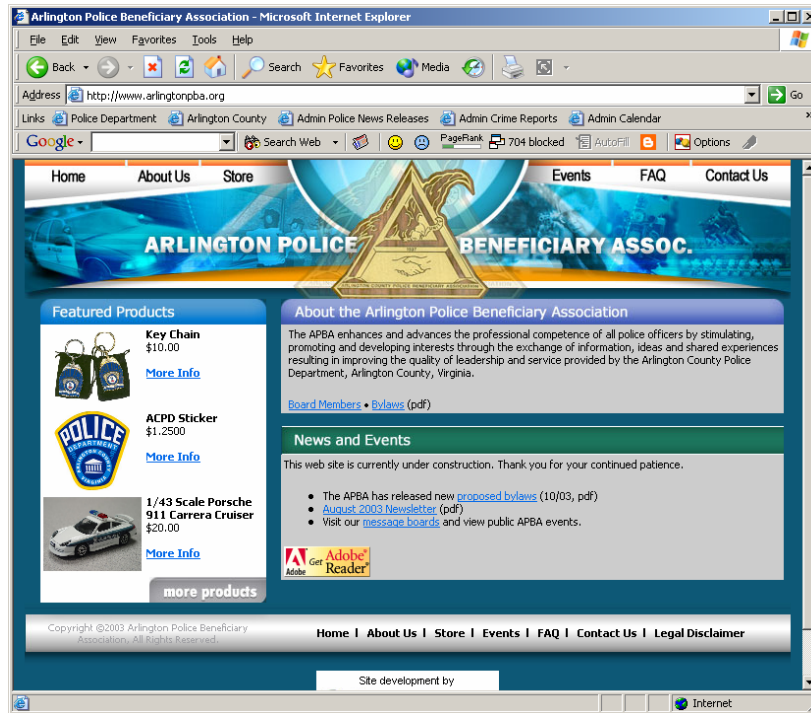 Arlington Police Beneficiary Association - Microsoft Internet Explorer
File Edit View Favorites Tools Help
Back Search Favorites Media
Address http://www.arlingtonpba.org Go
Links Police Department Arlington County Admin Police News Releases Admin Crime Reports Admin Calendar »
Google Search Web PageRank 704 blocked AutoFill Options
Home About Us Store Events FAQ Contact Us
ARLINGTON POLICE BENEFICIARY ASSOC.
ARLINGTON COUNTY POLICE BENEFICIARY ASSOCIATION
Featured Products
Key Chain
$10.00
More Info
POLICE
DEPARTMENT
ARLINGTON COUNTY
VIRGINIA
ACPD Sticker
$1.2500
More Info
1/43 Scale Porsche
911 Carrera Cruiser
$20.00
More Info
more products
About the Arlington Police Beneficiary Association
The APBA enhances and advances the professional competence of all police officers by stimulating,
promoting and developing interests through the exchange of information, ideas and shared experiences
resulting in improving the quality of leadership and service provided by the Arlington County Police
Department, Arlington County, Virginia.
Board Members • Bylaws (pdf)
News and Events
This web site is currently under construction. Thank you for your continued patience.
• The APBA has released new proposed bylaws (10/03, pdf)
• August 2003 Newsletter (pdf)
• Visit our message boards and view public APBA events.
Adobe Get Adobe® Reader®
Copyright ©2003 Arlington Police Beneficiary
Association, All Rights Reserved.
Home | About Us | Store | Events | FAQ | Contact Us | Legal Disclaimer
Site development by
Internet